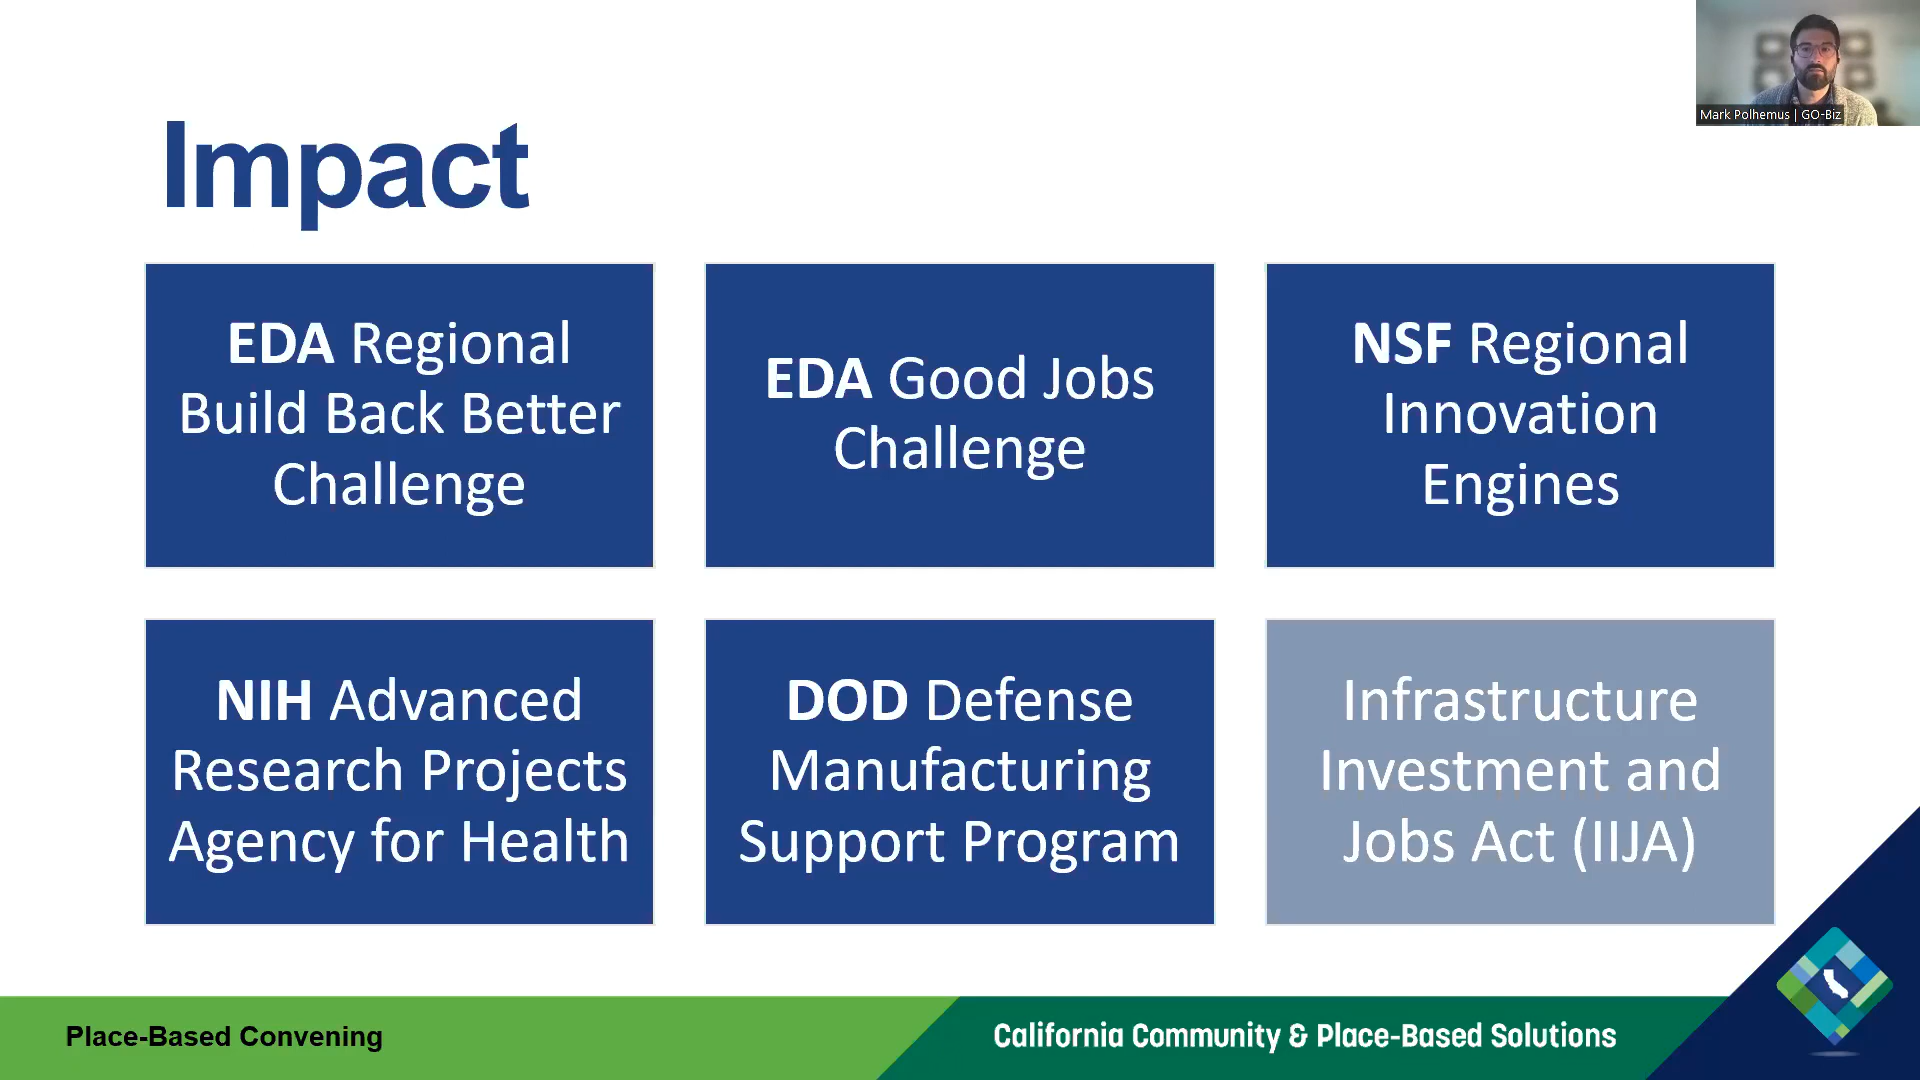 Mark Polhemus | GO-Biz
Impact
EDA Regional
Build Back Better
Challenge
EDA Good Jobs
Challenge
NSF Regional
Innovation
Engines
NIH Advanced
Research Projects
Agency for Health
DOD Defense
Manufacturing
Support Program
Infrastructure
Investment and
Jobs Act (IIJA)
Place-Based Convening
California Community & Place-Based Solutions